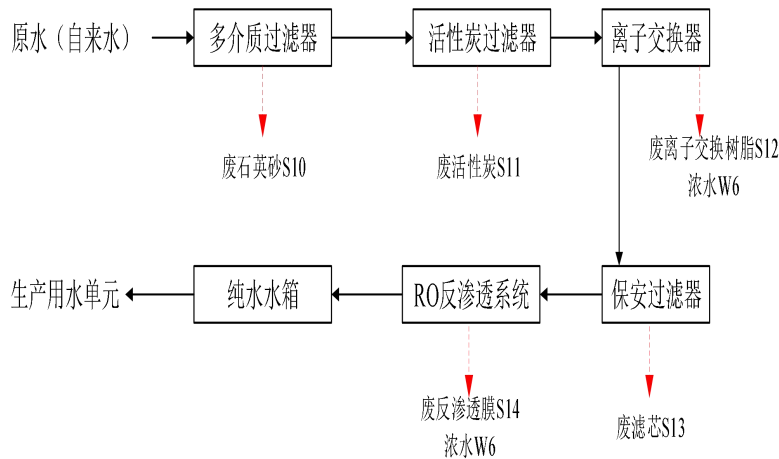 原水（自来水）
多介质过滤器
活性炭过滤器
离子交换器
废石英砂S10
废活性炭S11
废离子交换树脂S12
浓水W6
生产用水单元
纯水水箱
RO反渗透系统
保安过滤器
废反渗透膜S14
浓水W6
废滤芯S13